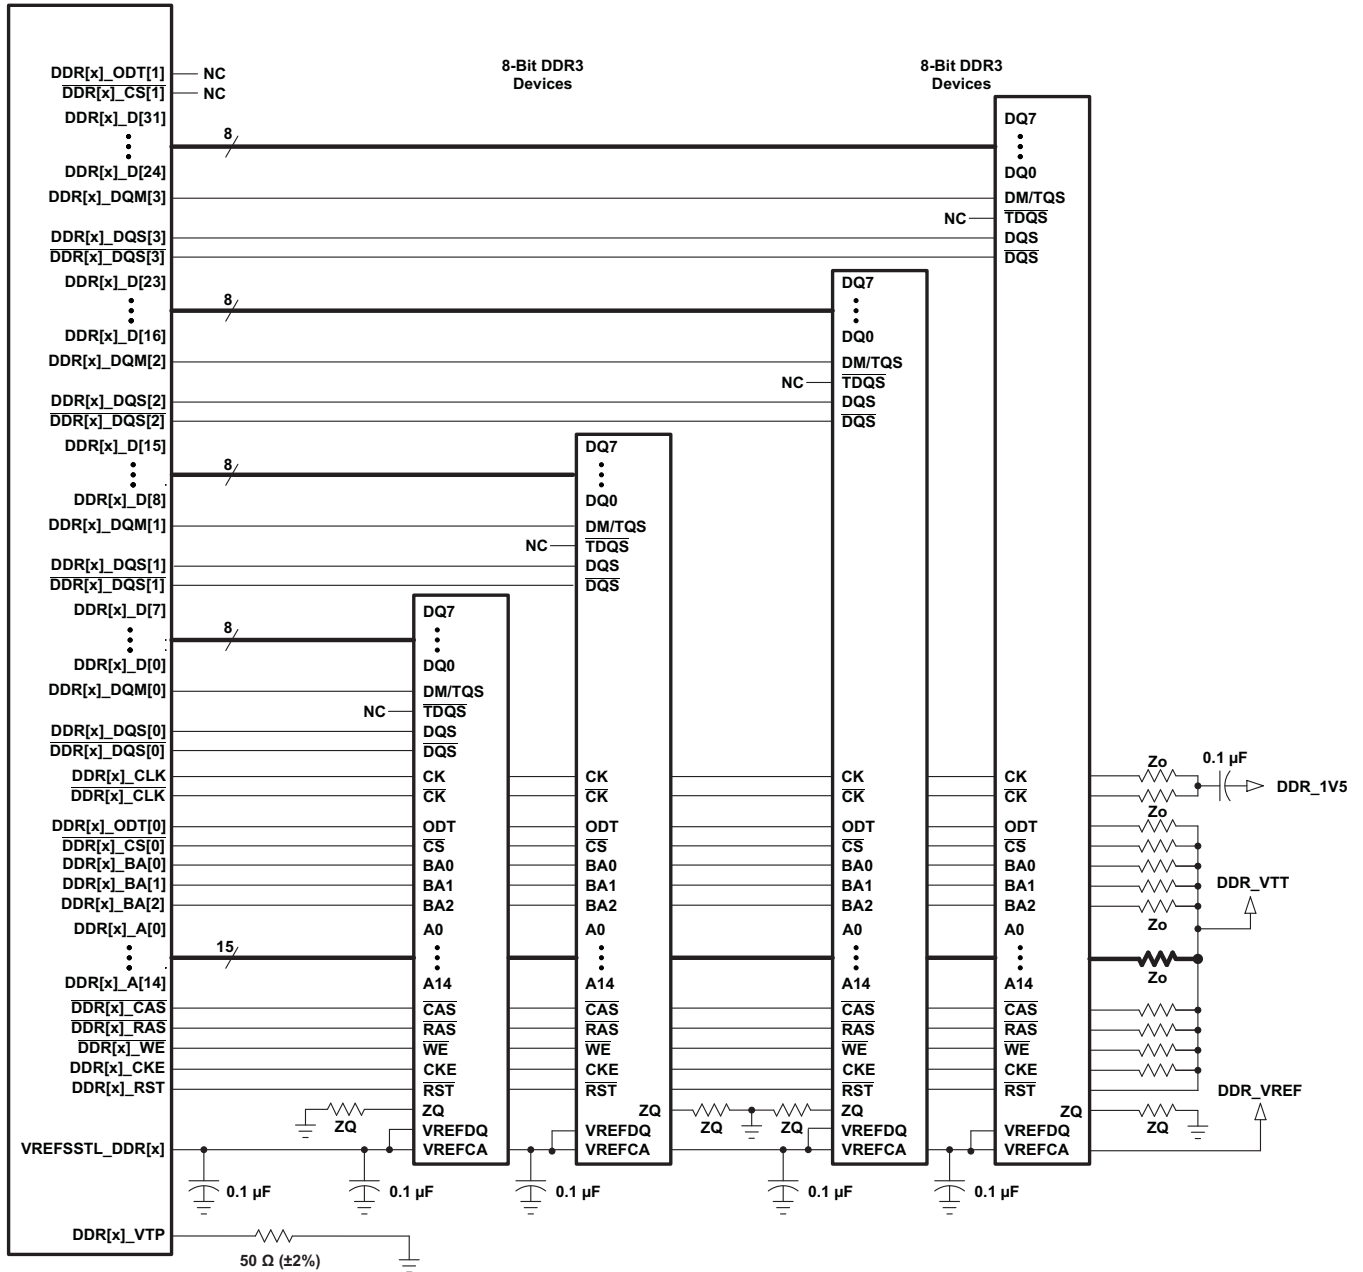 8-Bit DDR3
Devices
8-Bit DDR3
Devices
DDR[x]_ODT[1] NC
DDR[x]_CS[1] NC
DDR[x]_D[31] DQ7
8
DDR[x]_D[24] DQ0
DDR[x]_DQM[3] DM/TQS
NC TDQS
DDR[x]_DQS[3] DQS
DDR[x]_DQS[3] DQS
DDR[x]_D[23] DQ7
8
DDR[x]_D[16] DQ0
DDR[x]_DQM[2] DM/TQS
NC TDQS
DDR[x]_DQS[2] DQS
DDR[x]_DQS[2] DQS
DDR[x]_D[15] DQ7
8
DDR[x]_D[8] DQ0
DDR[x]_DQM[1] DM/TQS
NC TDQS
DDR[x]_DQS[1] DQS
DDR[x]_DQS[1] DQS
DDR[x]_D[7] DQ7
8
DDR[x]_D[0] DQ0
DDR[x]_DQM[0] DM/TQS
NC TDQS
DDR[x]_DQS[0] DQS
DDR[x]_DQS[0] DQS
Zo 0.1 µF
DDR[x]_CLK CK CK CK CK
DDR_1V5
DDR[x]_CLK CK CK CK CK
Zo
DDR[x]_ODT[0] ODT ODT ODT ODT
DDR[x]_CS[0] CS CS CS CS
DDR[x]_BA[0] BA0 BA0 BA0 BA0
DDR[x]_BA[1] BA1 BA1 BA1 BA1 DDR_VTT
DDR[x]_BA[2] BA2 BA2 BA2 BA2
Zo
DDR[x]_A[0] A0 A0 A0 A0
15
Zo
DDR[x]_A[14] A14 A14 A14 A14
DDR[x]_CAS CAS CAS CAS CAS
DDR[x]_RAS RAS RAS RAS RAS
DDR[x]_WE WE WE WE WE
DDR[x]_CKE CKE CKE CKE CKE
DDR[x]_RST RST RST RST RST DDR_VREF
ZQ ZQ ZQ ZQ
ZQ ZQ ZQ ZQ
VREFDQ VREFDQ VREFDQ VREFDQ
VREFSSTL_DDR[x] VREFCA VREFCA VREFCA VREFCA
0.1 µF 0.1 µF 0.1 µF 0.1 µF 0.1 µF
DDR[x]_VTP
50 Ω (±2%)